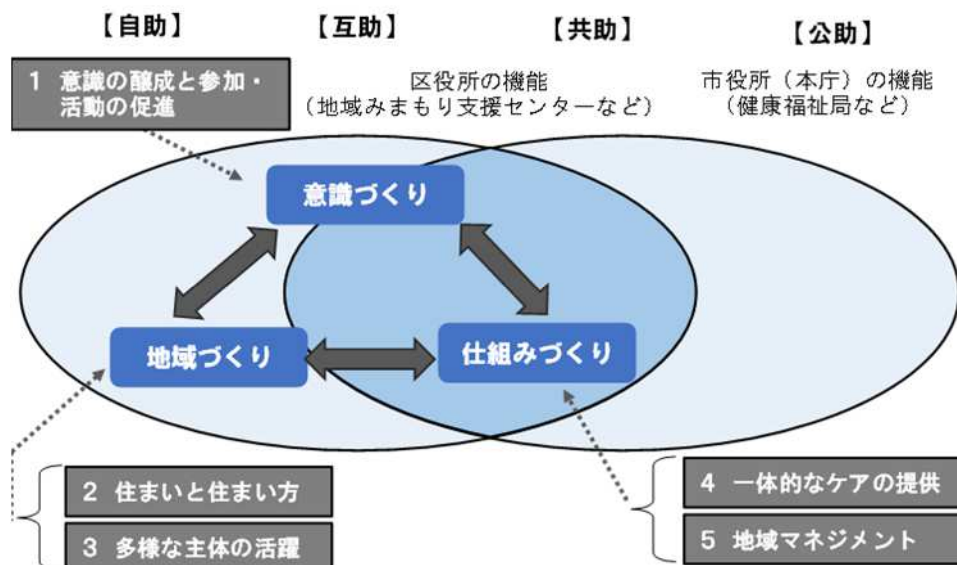 【自助】 【互助】 【共助】 【公助】
1 意識の醸成と参加・
活動の促進
区役所の機能
（地域みまもり支援センターなど）
市役所（本庁）の機能
（健康福祉局など）
意識づくり
地域づくり
仕組みづくり
2 住まいと住まい方
3 多様な主体の活躍
4 一体的なケアの提供
5 地域マネジメント